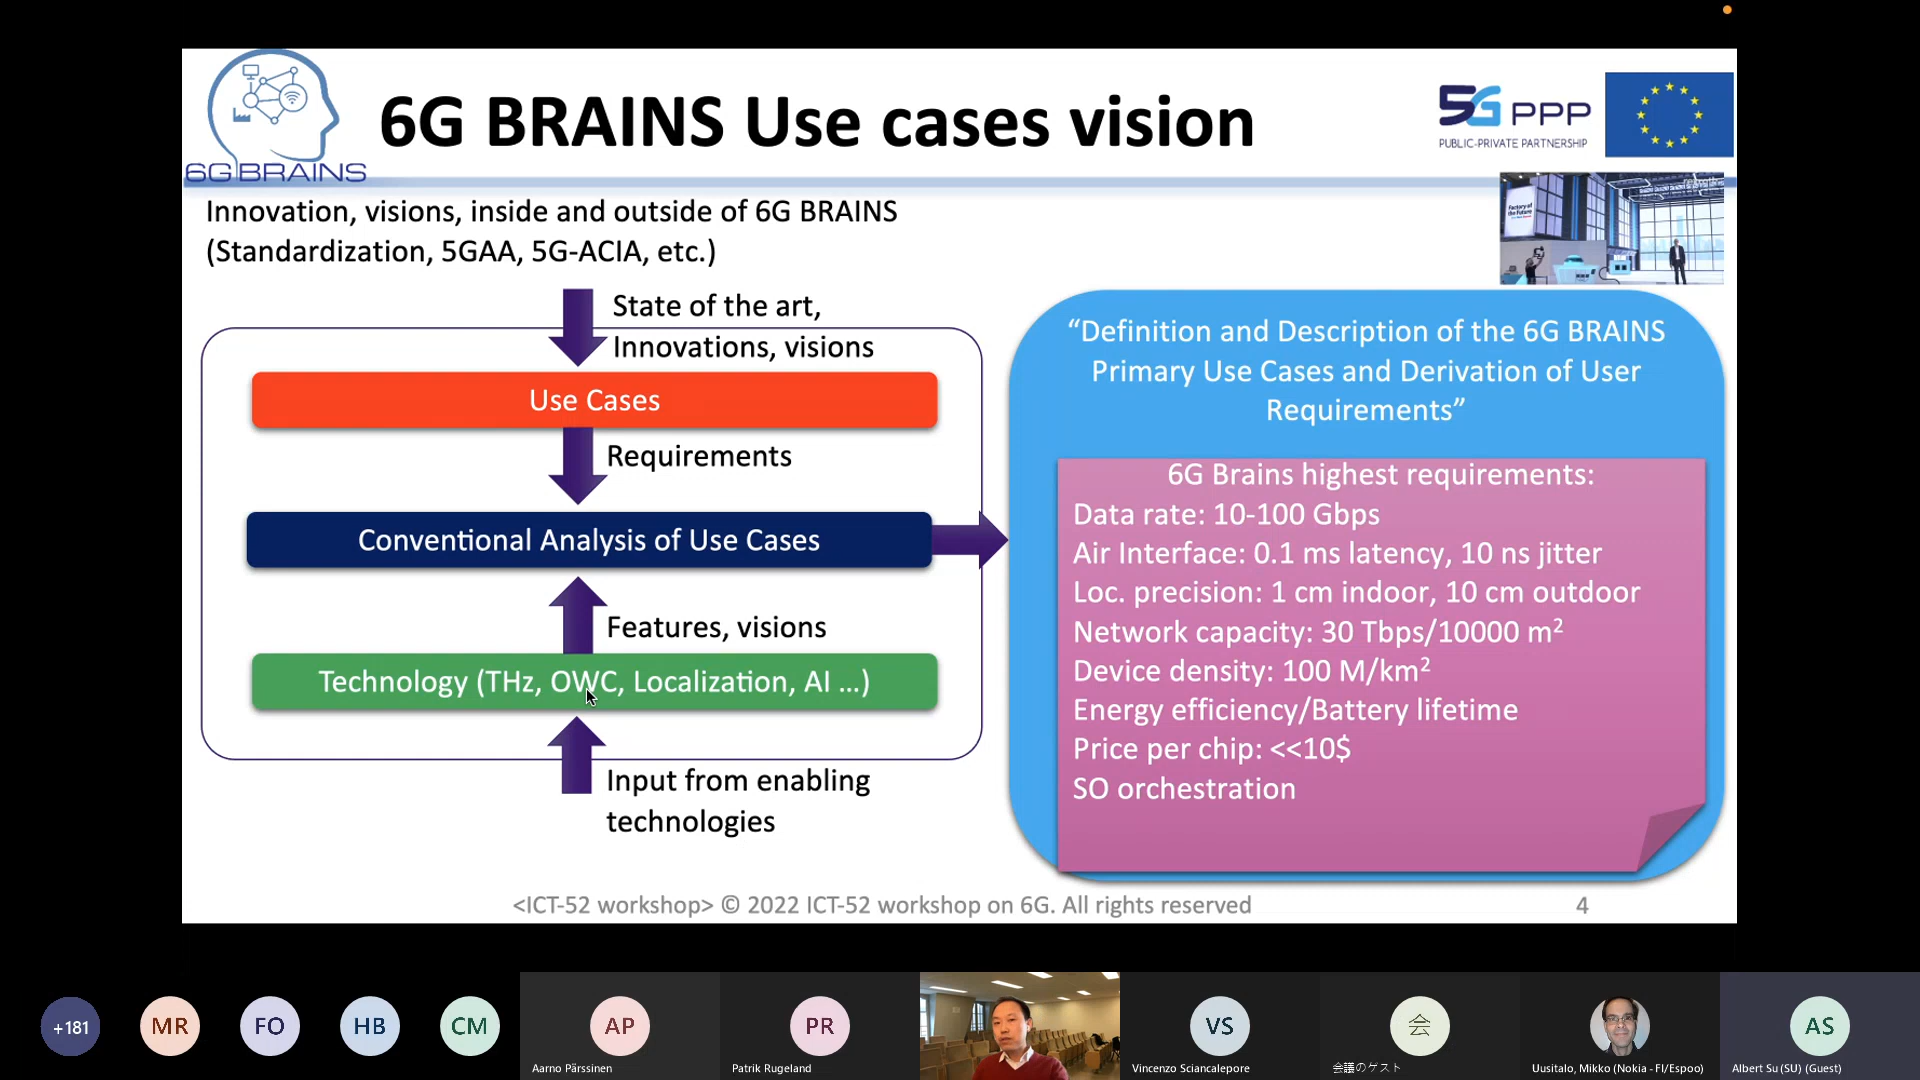 6G BRAINS Use cases vision
6G BRAINS
5G PPP
PUBLIC-PRIVATE PARTNERSHIP
Innovation, visions, inside and outside of 6G BRAINS
(Standardization, 5GAA, 5G-ACIA, etc.)
Factory of
the Future
State of the art,
Innovations, visions
Use Cases
Requirements
Conventional Analysis of Use Cases
Features, visions
Technology (THz, OWC, Localization, AI ...)
Input from enabling
technologies
“Definition and Description of the 6G BRAINS
Primary Use Cases and Derivation of User
Requirements”
6G Brains highest requirements:
Data rate: 10-100 Gbps
Air Interface: 0.1 ms latency, 10 ns jitter
Loc. precision: 1 cm indoor, 10 cm outdoor
Network capacity: 30 Tbps/10000 m²
Device density: 100 M/km²
Energy efficiency/Battery lifetime
Price per chip: <<10$
SO orchestration
<ICT-52 workshop> © 2022 ICT-52 workshop on 6G. All rights reserved
4
+181
MR
FO
HB
CM
AP
Aarno Pärssinen
PR
Patrik Rugeland
VS
Vincenzo Sciancalepore
会
会議のゲスト
Uusitalo, Mikko (Nokia - FI/Espoo)
AS
Albert Su (SU) (Guest)